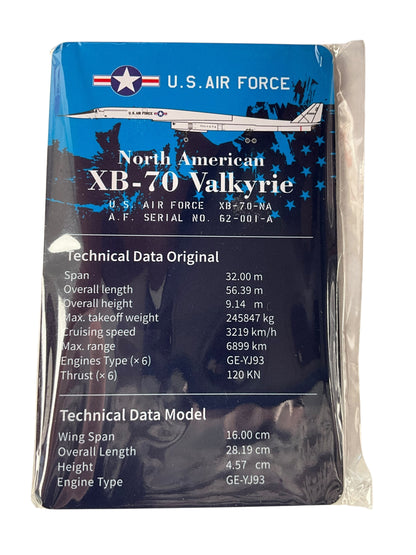 U.S. AIR FORCE
North American
XB-70 Valkyrie
U.S. AIR FORCE XB-70-NA
A.F. SERIAL NO. 62-001-A
Technical Data Original
Span 32.00 m
Overall length 56.39 m
Overall height 9.14 m
Max. takeoff weight 245847 kg
Cruising speed 3219 km/h
Max. range 6899 km
Engines Type (× 6) GE-YJ93
Thrust (× 6) 120 KN
Technical Data Model
Wing Span 16.00 cm
Overall Length 28.19 cm
Height 4.57 cm
Engine Type GE-YJ93